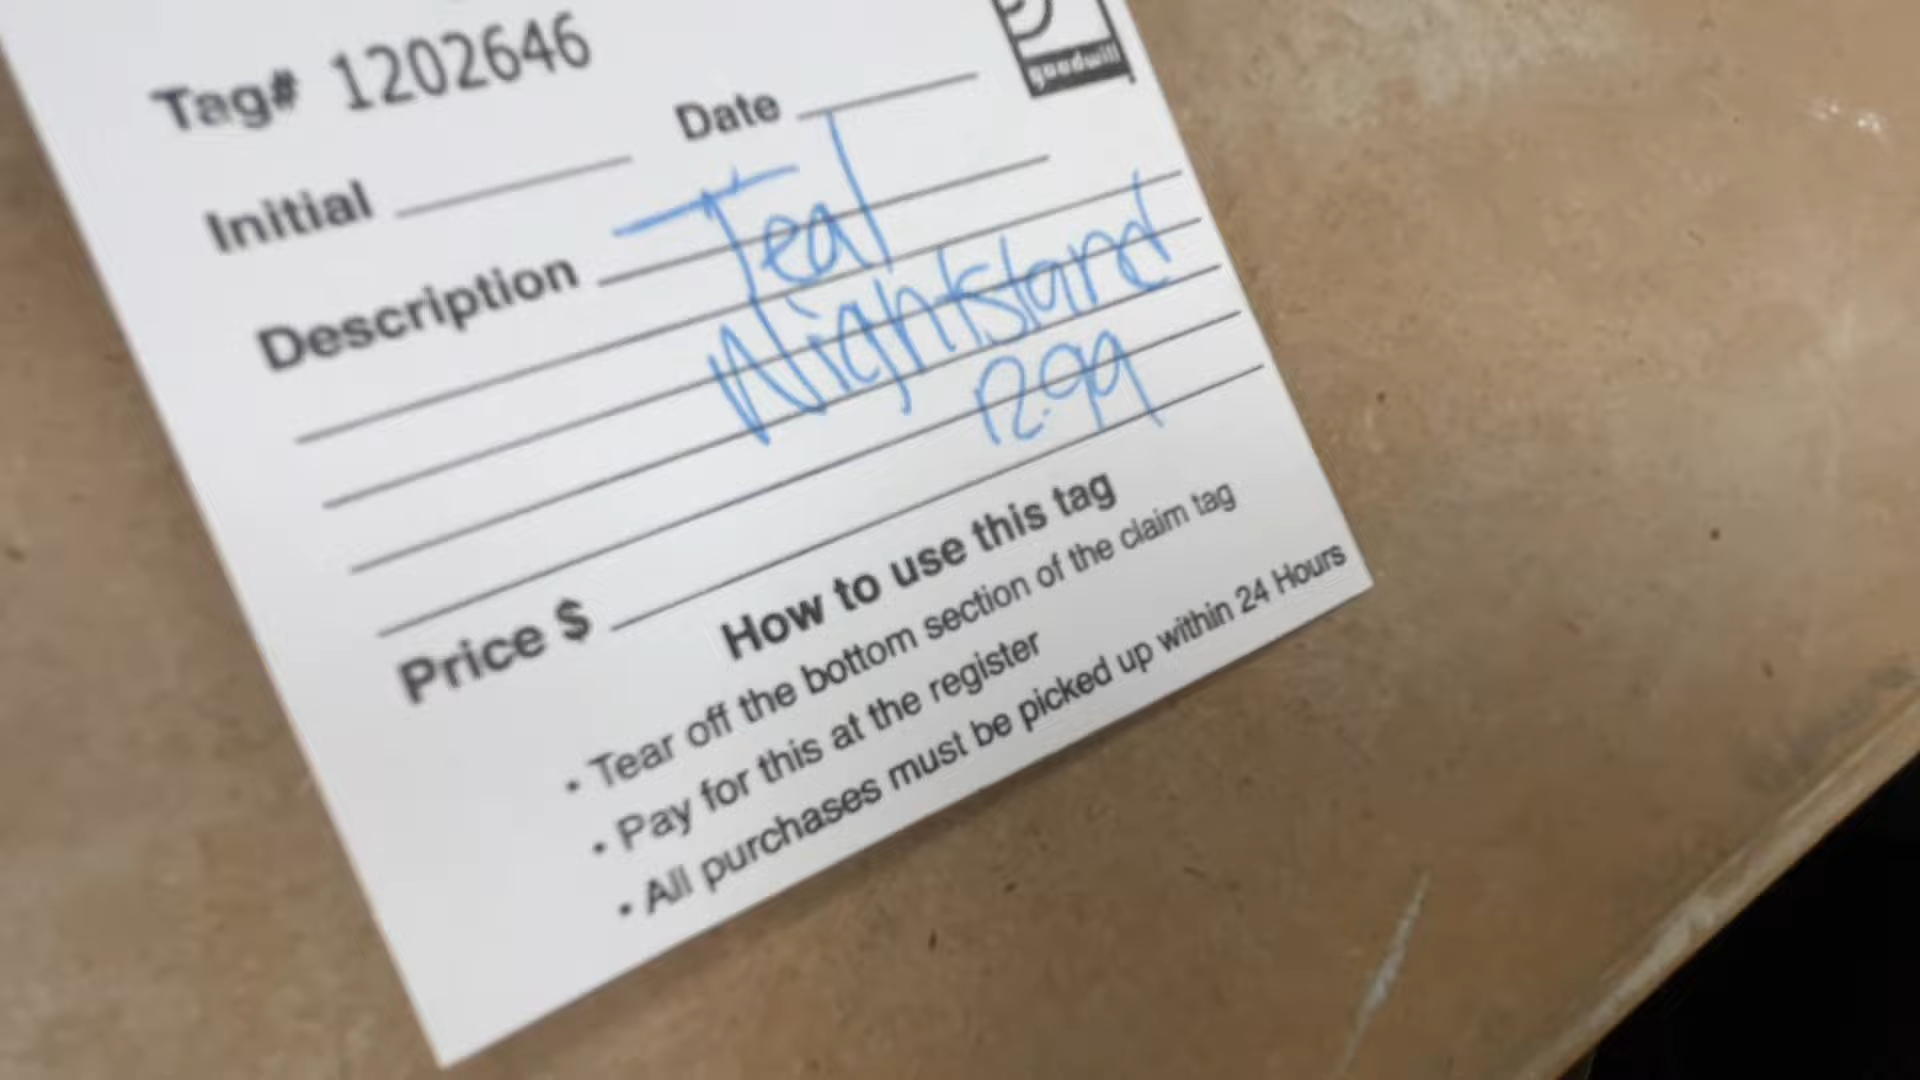 Tag# 1202646
goodwill
Date
Initial
Description Teal
Nightstand
12.99
Price $
How to use this tag
• Tear off the bottom section of the claim tag
• Pay for this at the register
• All purchases must be picked up within 24 Hours